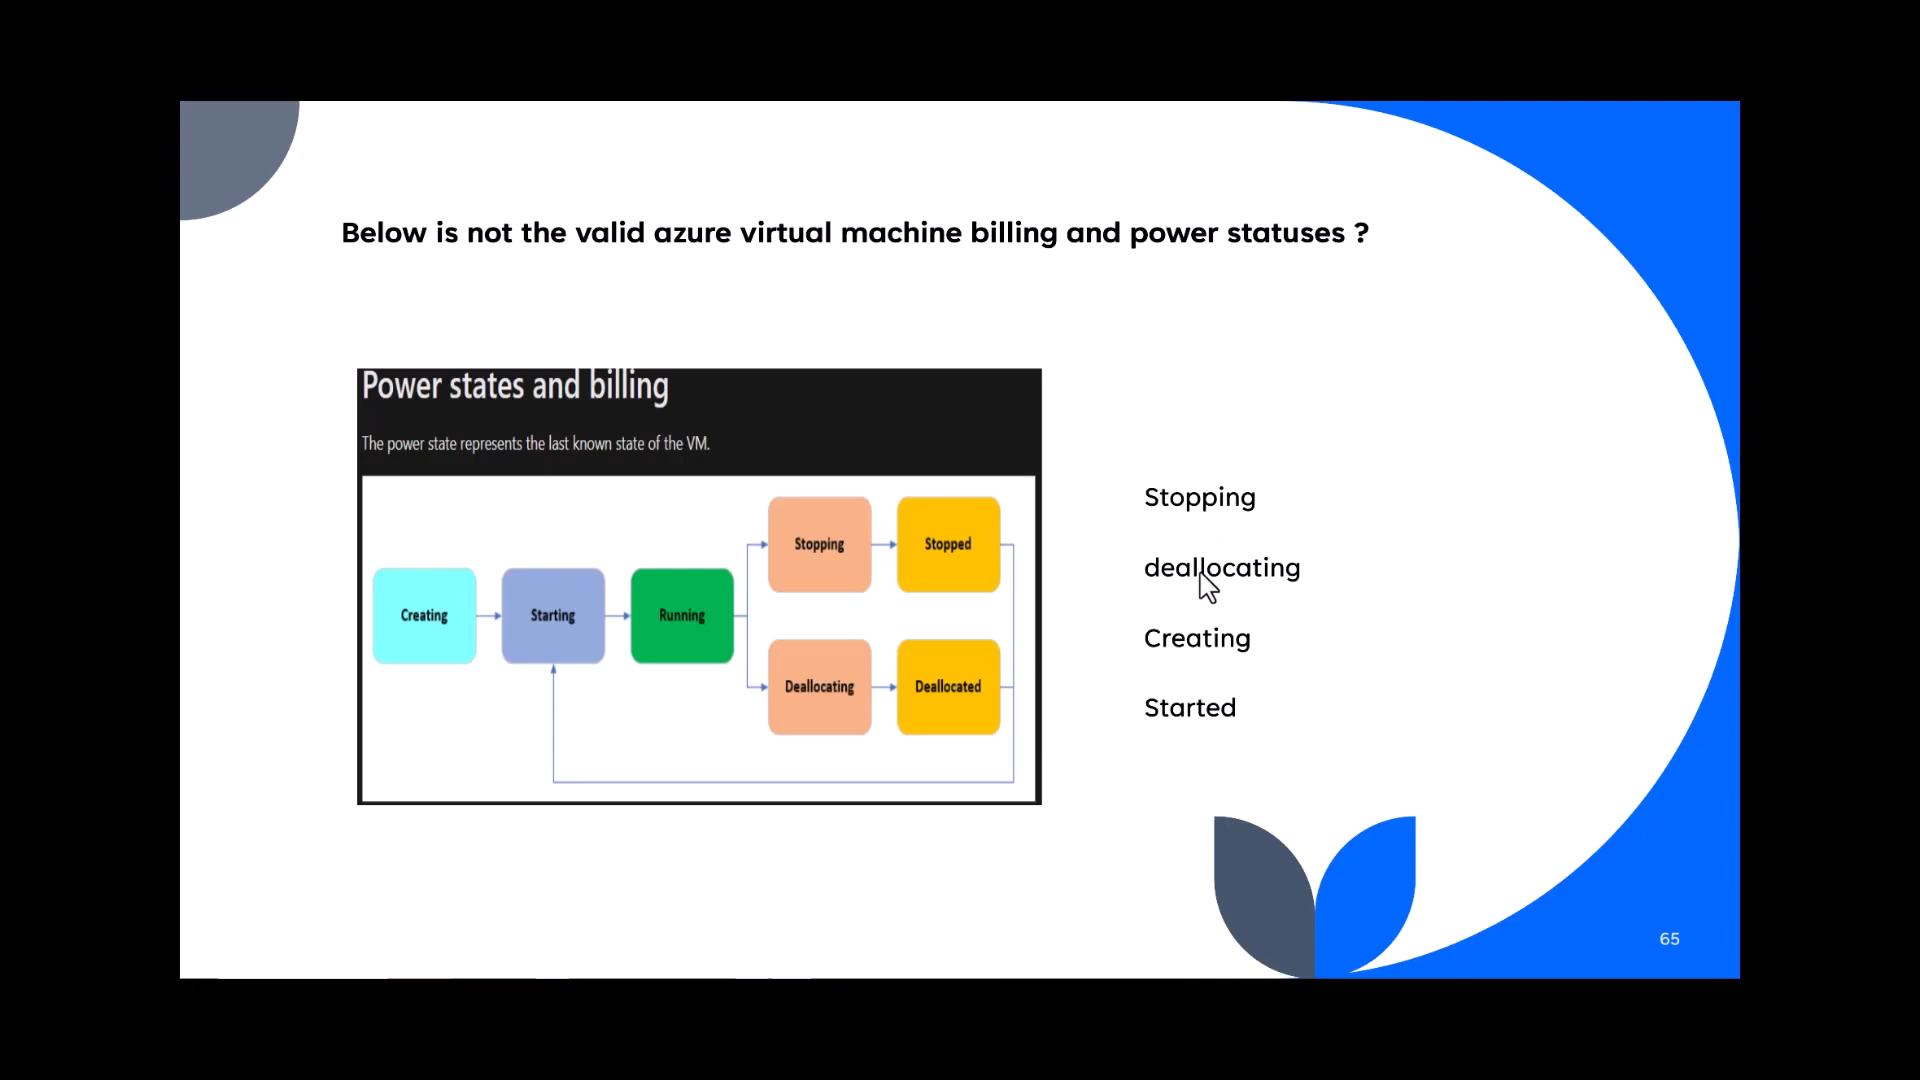 Below is not the valid azure virtual machine billing and power statuses ?
Power states and billing
The power state represents the last known state of the VM.
Creating
Starting
Running
Stopping
Stopped
Deallocating
Deallocated
Stopping
deallocating
Creating
Started
65